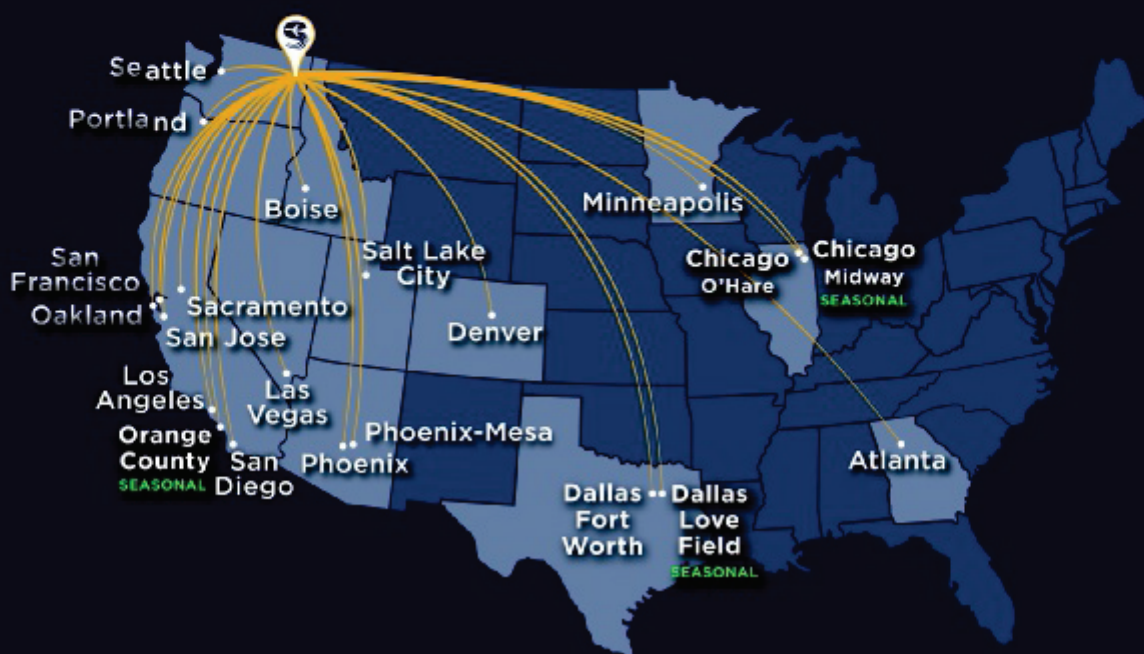 Seattle
Portland
Boise
Minneapolis
Salt Lake
City
Chicago
O'Hare
Chicago
Midway
SEASONAL
San
Francisco
Oakland
Sacramento
San Jose
Denver
Los
Angeles
Las
Vegas
Orange
County
SEASONAL
San
Diego
Phoenix
Phoenix-Mesa
Dallas
Fort
Worth
Dallas
Love
Field
SEASONAL
Atlanta